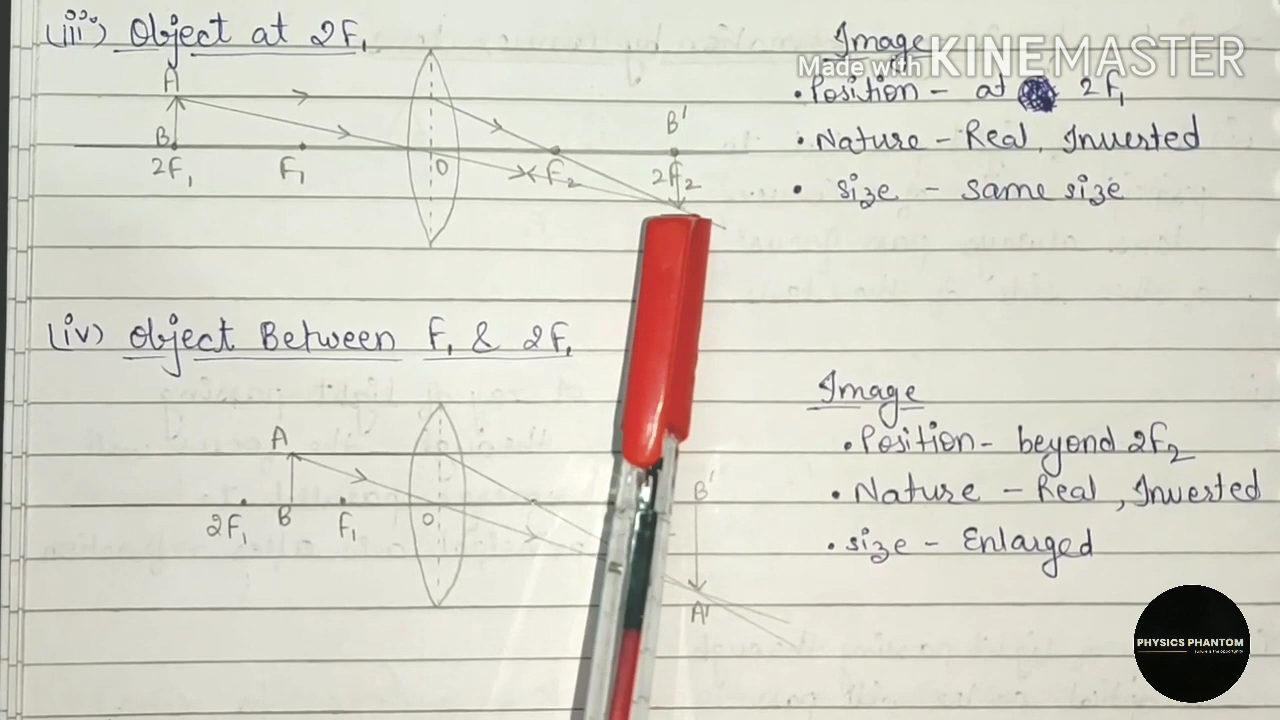 (iii) Object at 2F₁
A
B
2F₁
F₁
O
F₂
B'
2F₂
Image
Made with KINEMASTER
• Position - at 2F₁
• Nature - Real, Inverted
• size - same size
(iv) Object Between F₁ & 2F₁
A
2F₁
B
F₁
O
B'
A'
Image
• Position - beyond 2F₂
• Nature - Real, Inverted
• size - Enlarged
PHYSICS PHANTOM